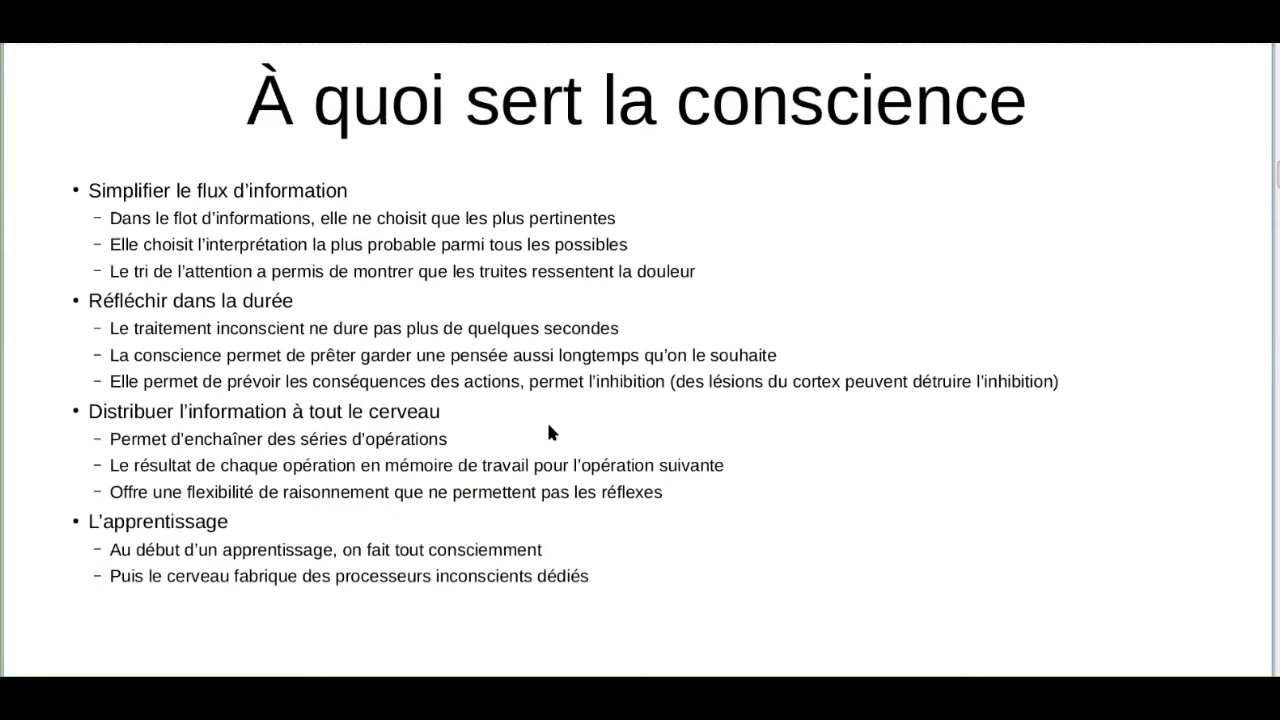 À quoi sert la conscience
• Simplifier le flux d’information
– Dans le flot d’informations, elle ne choisit que les plus pertinentes
– Elle choisit l’interprétation la plus probable parmi tous les possibles
– Le tri de l’attention a permis de montrer que les truites ressentent la douleur
• Réfléchir dans la durée
– Le traitement inconscient ne dure pas plus de quelques secondes
– La conscience permet de prêter garder une pensée aussi longtemps qu’on le souhaite
– Elle permet de prévoir les conséquences des actions, permet l’inhibition (des lésions du cortex peuvent détruire l’inhibition)
• Distribuer l’information à tout le cerveau
– Permet d’enchaîner des séries d’opérations
– Le résultat de chaque opération en mémoire de travail pour l’opération suivante
– Offre une flexibilité de raisonnement que ne permettent pas les réflexes
• L’apprentissage
– Au début d’un apprentissage, on fait tout consciemment
– Puis le cerveau fabrique des processeurs inconscients dédiés